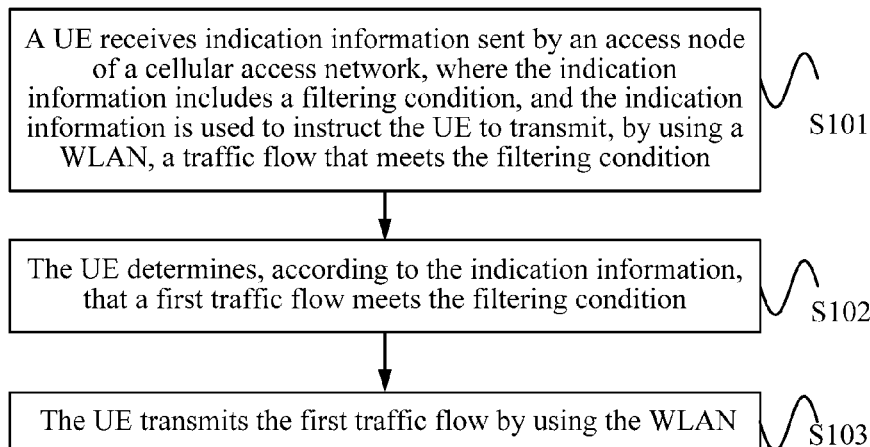 A UE receives indication information sent by an access node
of a cellular access network, where the indication
information includes a filtering condition, and the indication
information is used to instruct the UE to transmit, by using a
WLAN, a traffic flow that meets the filtering condition
S101
The UE determines, according to the indication information,
that a first traffic flow meets the filtering condition
S102
The UE transmits the first traffic flow by using the WLAN
S103